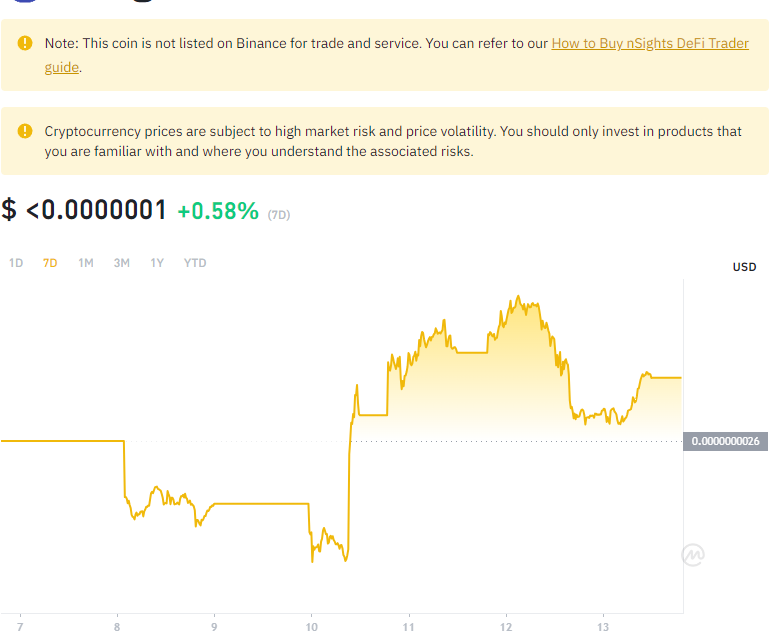 Note: This coin is not listed on Binance for trade and service. You can refer to our How to Buy nSights DeFi Trader
guide.
Cryptocurrency prices are subject to high market risk and price volatility. You should only invest in products that
you are familiar with and where you understand the associated risks.
$ <0.0000001 +0.58% (7D)
1D 7D 1M 3M 1Y YTD
USD
0.0000000026
7 8 9 10 11 12 13